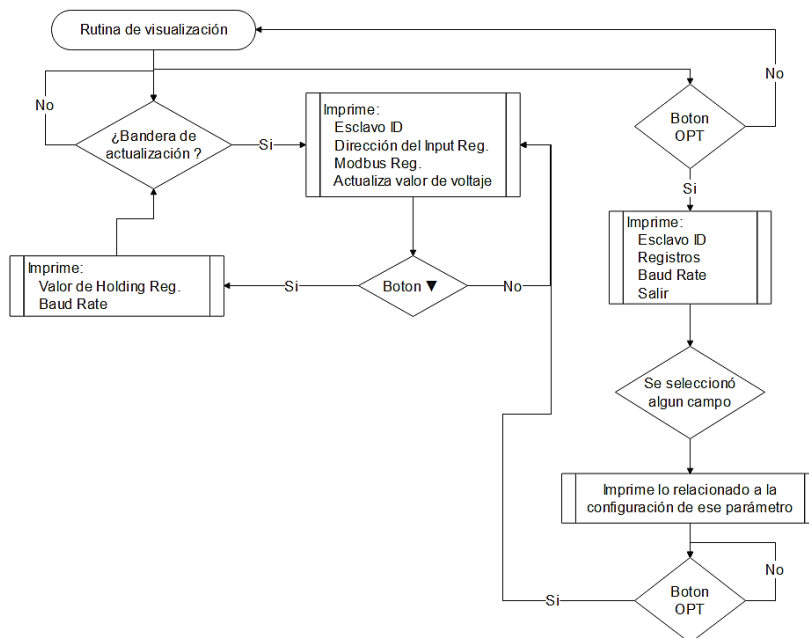 Rutina de visualización
No
No
¿Bandera de
actualización ?
Si
Imprime:
Esclavo ID
Dirección del Input Reg.
Modbus Reg.
Actualiza valor de voltaje
Boton
OPT
Si
Imprime:
Esclavo ID
Registros
Baud Rate
Salir
Imprime:
Valor de Holding Reg.
Baud Rate
Si
Boton ▼
No
Se seleccionó
algun campo
Imprime lo relacionado a la
configuración de ese parámetro
Si
Boton
OPT
No